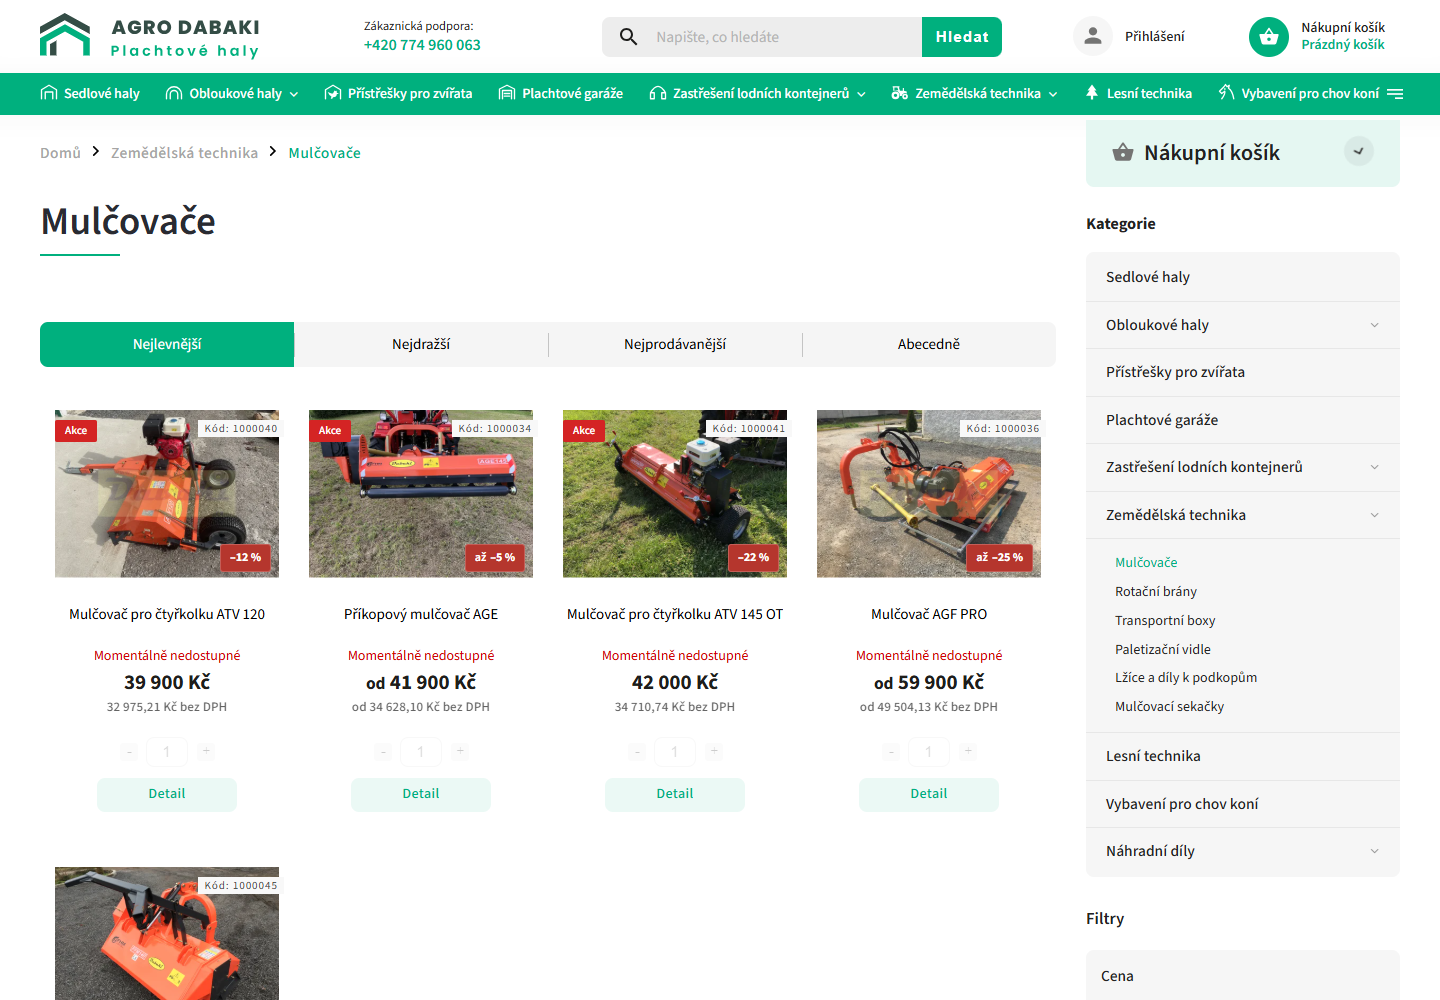 AGRO DABAKI
Plachtové haly
Zákaznická podpora:
+420 774 960 063
Napište, co hledáte
Hledat
Přihlášení
Nákupní košík
Prázdný košík
Sedlové haly
Obloukové haly
Přístřešky pro zvířata
Plachtové garáže
Zastřešení lodních kontejnerů
Zemědělská technika
Lesní technika
Vybavení pro chov koní
Domů
Zemědělská technika
Mulčovače
Nákupní košík
Mulčovače
Kategorie
Sedlové haly
Obloukové haly
Přístřešky pro zvířata
Plachtové garáže
Zastřešení lodních kontejnerů
Zemědělská technika
Mulčovače
Rotační brány
Transportní boxy
Paletizační vidle
Lžíce a díly k podkopům
Mulčovací sekačky
Lesní technika
Vybavení pro chov koní
Náhradní díly
Filtry
Cena
Nejlevnější
Nejdražší
Nejprodávanější
Abecedně
Akce
Kód: 1000040
–12 %
Mulčovač pro čtyřkolku ATV 120
Momentálně nedostupné
39 900 Kč
32 975,21 Kč bez DPH
- 1 +
Detail
Akce
Kód: 1000034
AGE145
až –5 %
Příkopový mulčovač AGE
Momentálně nedostupné
od 41 900 Kč
od 34 628,10 Kč bez DPH
- 1 +
Detail
Akce
Kód: 1000041
–22 %
Mulčovač pro čtyřkolku ATV 145 OT
Momentálně nedostupné
42 000 Kč
34 710,74 Kč bez DPH
- 1 +
Detail
Kód: 1000036
až –25 %
Mulčovač AGF PRO
Momentálně nedostupné
od 59 900 Kč
od 49 504,13 Kč bez DPH
- 1 +
Detail
Kód: 1000045